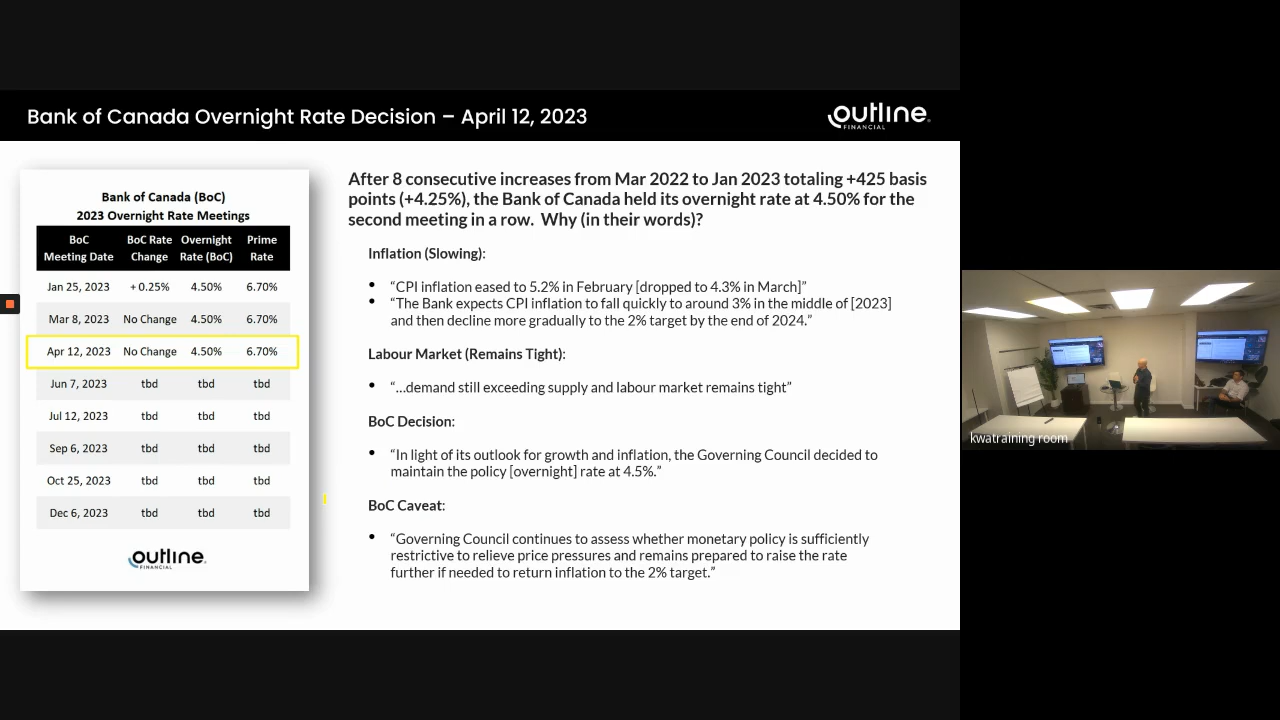 Bank of Canada Overnight Rate Decision – April 12, 2023
outline
FINANCIAL
Bank of Canada (BoC)
2023 Overnight Rate Meetings
BoC Meeting Date BoC Rate Change Overnight Rate (BoC) Prime Rate
Jan 25, 2023 + 0.25% 4.50% 6.70%
Mar 8, 2023 No Change 4.50% 6.70%
Apr 12, 2023 No Change 4.50% 6.70%
Jun 7, 2023 tbd tbd tbd
Jul 12, 2023 tbd tbd tbd
Sep 6, 2023 tbd tbd tbd
Oct 25, 2023 tbd tbd tbd
Dec 6, 2023 tbd tbd tbd
outline
FINANCIAL
After 8 consecutive increases from Mar 2022 to Jan 2023 totaling +425 basis
points (+4.25%), the Bank of Canada held its overnight rate at 4.50% for the
second meeting in a row. Why (in their words)?
Inflation (Slowing):
• “CPI inflation eased to 5.2% in February [dropped to 4.3% in March]”
• “The Bank expects CPI inflation to fall quickly to around 3% in the middle of [2023]
and then decline more gradually to the 2% target by the end of 2024.”
Labour Market (Remains Tight):
• “…demand still exceeding supply and labour market remains tight”
BoC Decision:
• “In light of its outlook for growth and inflation, the Governing Council decided to
maintain the policy [overnight] rate at 4.5%.”
BoC Caveat:
• “Governing Council continues to assess whether monetary policy is sufficiently
restrictive to relieve price pressures and remains prepared to raise the rate
further if needed to return inflation to the 2% target.”
kwatraining room